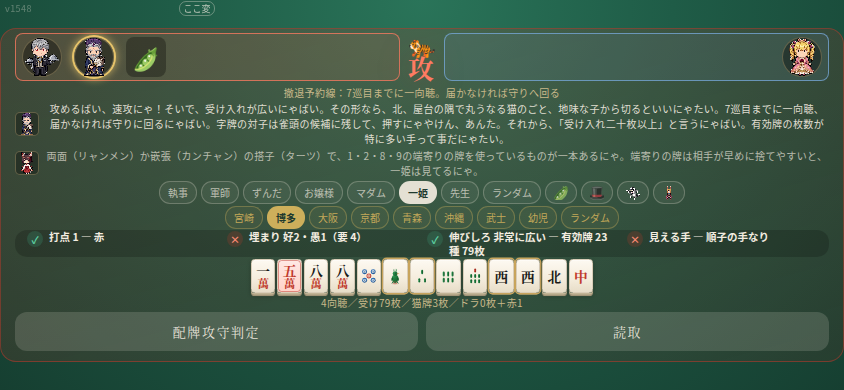 v1548
ここ変
攻
撤退予約線：7巡目までに一向聴。届かなければ守りへ回る
攻めるばい、速攻にゃ！そいで、受け入れが広いにゃばい。その形なら、北、屋台の隅で丸うなる猫のごと、地味な子から切るといいにゃたい。7巡目までに一向聴、
届かなければ守りに回るにゃばい。字牌の対子は雀頭の候補に残して、押すにゃやけん、あんた。それから、「受け入れ二十枚以上」と言うにゃばい。有効牌の枚数が
特に多い手って事だにゃたい。
両面（リャンメン）か嵌張（カンチャン）の搭子（ターツ）で、1・2・8・9の端寄りの牌を使っているものが一本あるにゃ。端寄りの牌は相手が早めに捨てやすいと、
一姫は見てるにゃ。
執事 軍師 ずんだ お嬢様 マダム 一姫 先生 ランダム
宮崎 博多 大阪 京都 青森 沖縄 武士 幼児 ランダム
打点 1 — 赤 埋まり 好2・愚1（要 4） 伸びしろ 非常に広い — 有効牌 23 見える手 — 順子の手なり
種 79枚
一萬 五萬 八萬 八萬 西 西 北 中
4向聴／受け79枚／猫牌3枚／ドラ0枚＋赤1
配牌攻守判定 読取